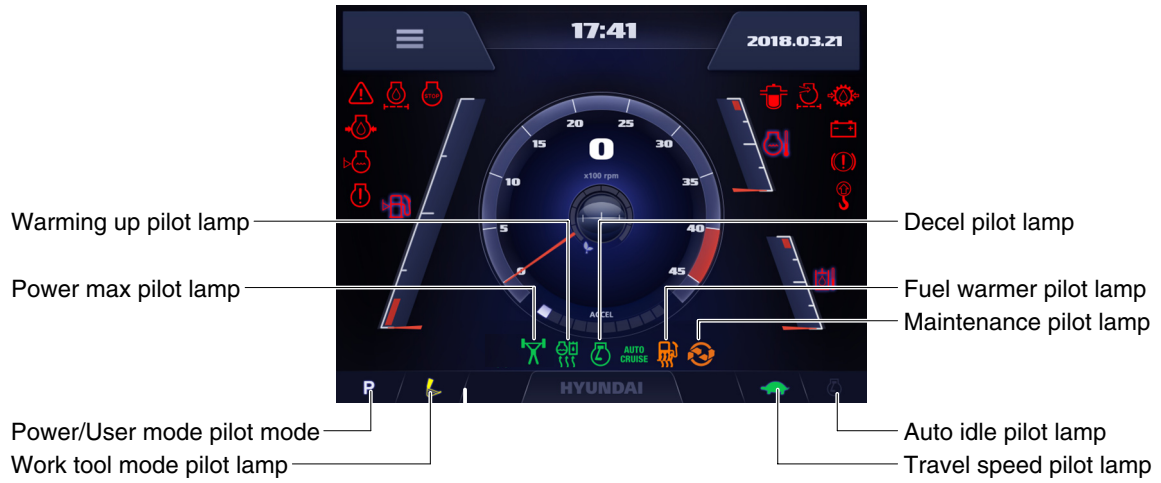 17:41
2018.03.21
STOP
20 25
15 30
0
x100 rpm
10 35
5 40
0 45
ACCEL
AUTO
CRUISE
P
HYUNDAI
Warming up pilot lamp
Power max pilot lamp
Power/User mode pilot mode
Work tool mode pilot lamp
Decel pilot lamp
Fuel warmer pilot lamp
Maintenance pilot lamp
Auto idle pilot lamp
Travel speed pilot lamp